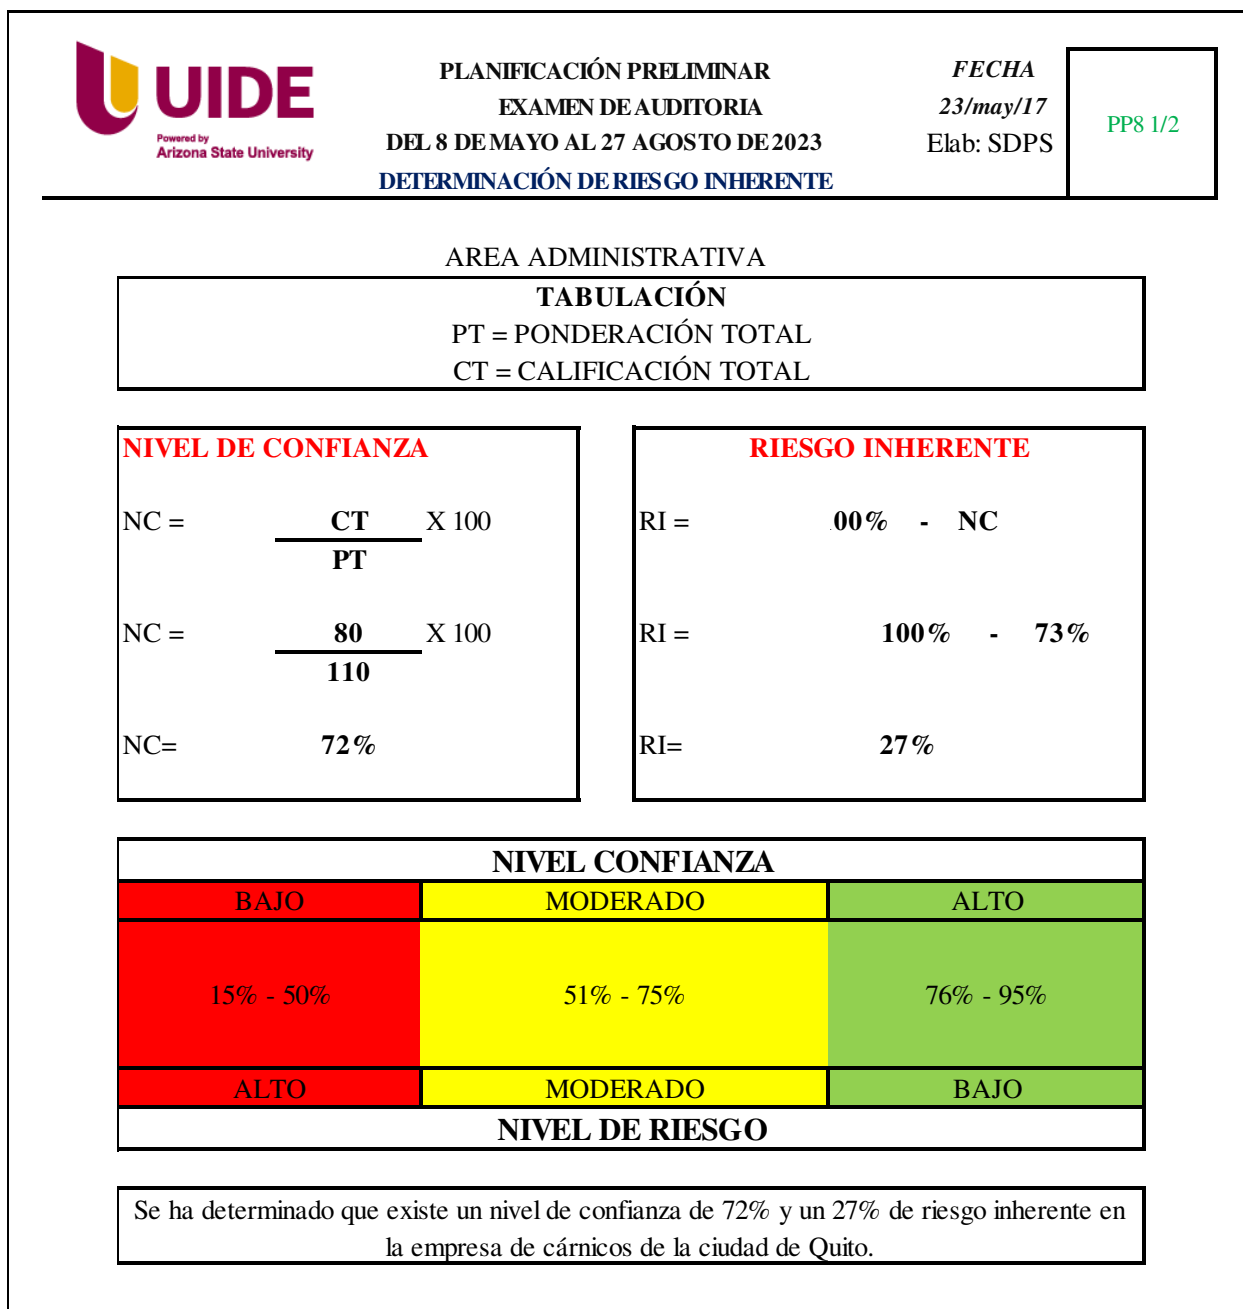 UIDE
Powered by
Arizona State University
PLANIFICACIÓN PRELIMINAR
EXAMEN DE AUDITORIA
DEL 8 DE MAYO AL 27 AGOSTO DE 2023
DETERMINACIÓN DE RIESGO INHERENTE
FECHA
23/may/17
Elab: SDPS
PP8 1/2
AREA ADMINISTRATIVA
TABULACIÓN
PT = PONDERACIÓN TOTAL
CT = CALIFICACIÓN TOTAL
NIVEL DE CONFIANZA
NC = CT X 100
PT
NC = 80 X 100
110
NC= 72%
RIESGO INHERENTE
RI = 00% - NC
RI = 100% - 73%
RI= 27%
NIVEL CONFIANZA
BAJO MODERADO ALTO
15% - 50% 51% - 75% 76% - 95%
ALTO MODERADO BAJO
NIVEL DE RIESGO
Se ha determinado que existe un nivel de confianza de 72% y un 27% de riesgo inherente en
la empresa de cárnicos de la ciudad de Quito.